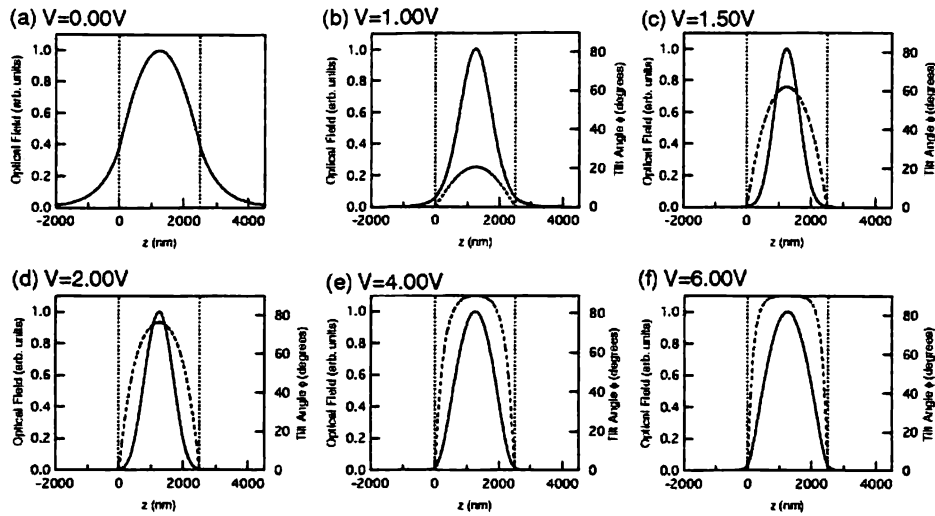 (a) V=0.00V
(b) V=1.00V
(c) V=1.50V
Optical Field (arb. units)
1.0
0.8
0.6
0.4
0.2
0.0
-2000 0 2000 4000
z (nm)
Optical Field (arb. units)
1.0
0.8
0.6
0.4
0.2
0.0
80
60
40
20
0
Tilt Angle ϕ (degrees)
-2000 0 2000 4000
z (nm)
Optical Field (arb. units)
1.0
0.8
0.6
0.4
0.2
0.0
80
60
40
20
0
Tilt Angle ϕ (degrees)
-2000 0 2000 4000
z (nm)
(d) V=2.00V
(e) V=4.00V
(f) V=6.00V
Optical Field (arb. units)
1.0
0.8
0.6
0.4
0.2
0.0
80
60
40
20
0
Tilt Angle ϕ (degrees)
-2000 0 2000 4000
z (nm)
Optical Field (arb. units)
1.0
0.8
0.6
0.4
0.2
0.0
80
60
40
20
0
Tilt Angle ϕ (degrees)
-2000 0 2000 4000
z (nm)
Optical Field (arb. units)
1.0
0.8
0.6
0.4
0.2
0.0
80
60
40
20
0
Tilt Angle ϕ (degrees)
-2000 0 2000 4000
z (nm)